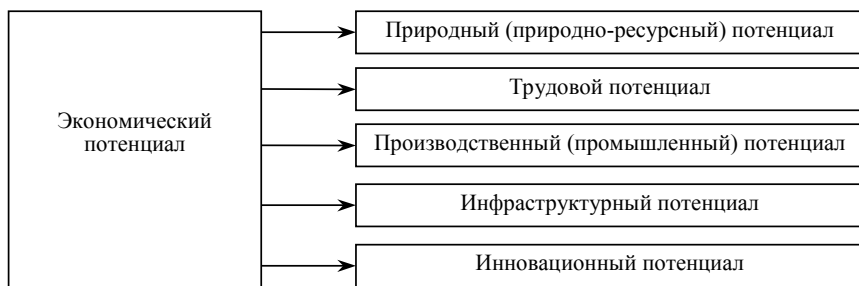 Экономический
потенциал
Природный (природно-ресурсный) потенциал
Трудовой потенциал
Производственный (промышленный) потенциал
Инфраструктурный потенциал
Инновационный потенциал